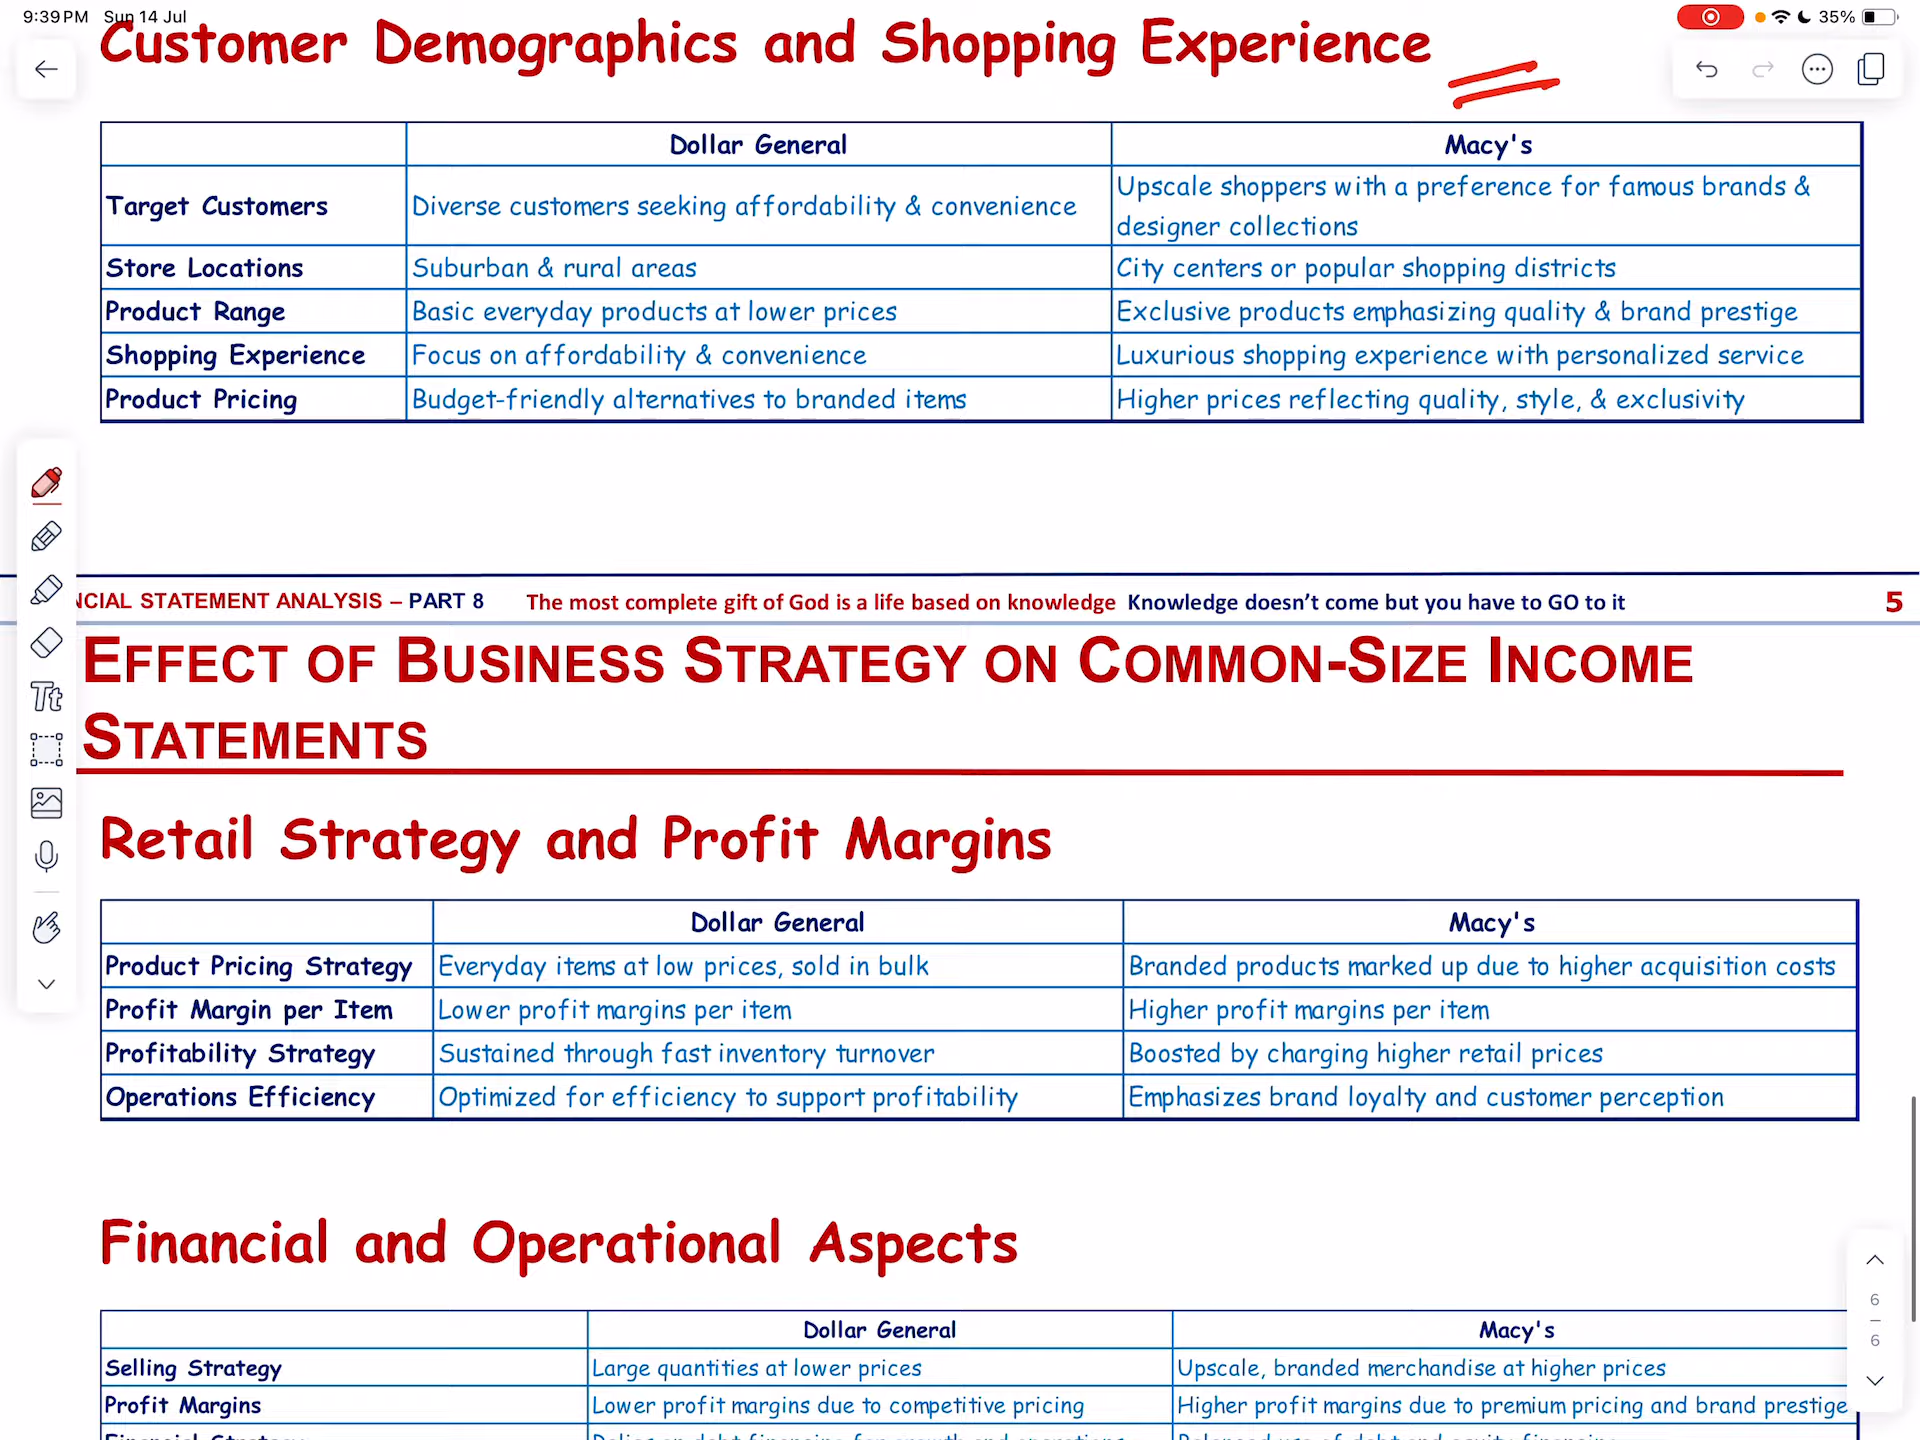 9:39 PM Sun 14 Jul
35%
Customer Demographics and Shopping Experience
Dollar General Macy's
Target Customers Diverse customers seeking affordability & convenience Upscale shoppers with a preference for famous brands &
designer collections
Store Locations Suburban & rural areas City centers or popular shopping districts
Product Range Basic everyday products at lower prices Exclusive products emphasizing quality & brand prestige
Shopping Experience Focus on affordability & convenience Luxurious shopping experience with personalized service
Product Pricing Budget-friendly alternatives to branded items Higher prices reflecting quality, style, & exclusivity
NCIAL STATEMENT ANALYSIS – PART 8 The most complete gift of God is a life based on knowledge Knowledge doesn't come but you have to GO to it 5
EFFECT OF BUSINESS STRATEGY ON COMMON-SIZE INCOME
STATEMENTS
Retail Strategy and Profit Margins
Dollar General Macy's
Product Pricing Strategy Everyday items at low prices, sold in bulk Branded products marked up due to higher acquisition costs
Profit Margin per Item Lower profit margins per item Higher profit margins per item
Profitability Strategy Sustained through fast inventory turnover Boosted by charging higher retail prices
Operations Efficiency Optimized for efficiency to support profitability Emphasizes brand loyalty and customer perception
Financial and Operational Aspects
Dollar General Macy's
Selling Strategy Large quantities at lower prices Upscale, branded merchandise at higher prices
Profit Margins Lower profit margins due to competitive pricing Higher profit margins due to premium pricing and brand prestige
Tt
6
6